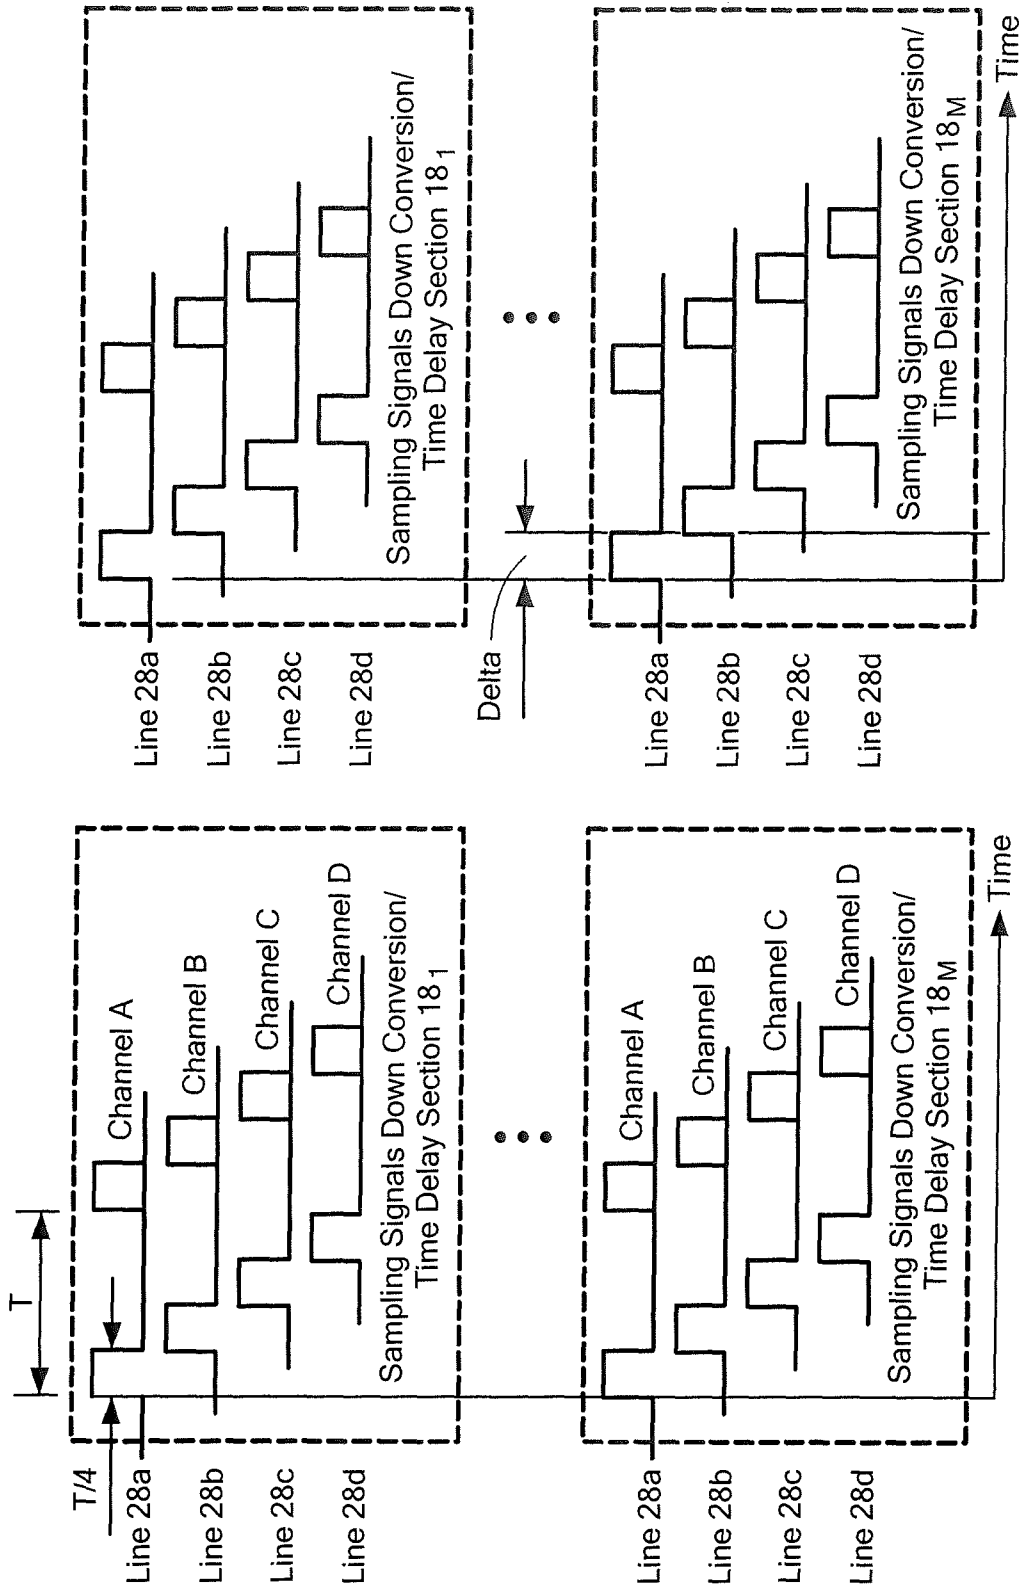 T
T/4
Line 28a
Channel A
Line 28b
Channel B
Line 28c
Channel C
Line 28d
Channel D
Sampling Signals Down Conversion/
Time Delay Section 18₁
Line 28a
Channel A
Line 28b
Channel B
Line 28c
Channel C
Line 28d
Channel D
Sampling Signals Down Conversion/
Time Delay Section 18M
Time
Line 28a
Line 28b
Line 28c
Line 28d
Sampling Signals Down Conversion/
Time Delay Section 18₁
Delta
Line 28a
Line 28b
Line 28c
Line 28d
Sampling Signals Down Conversion/
Time Delay Section 18M
Time